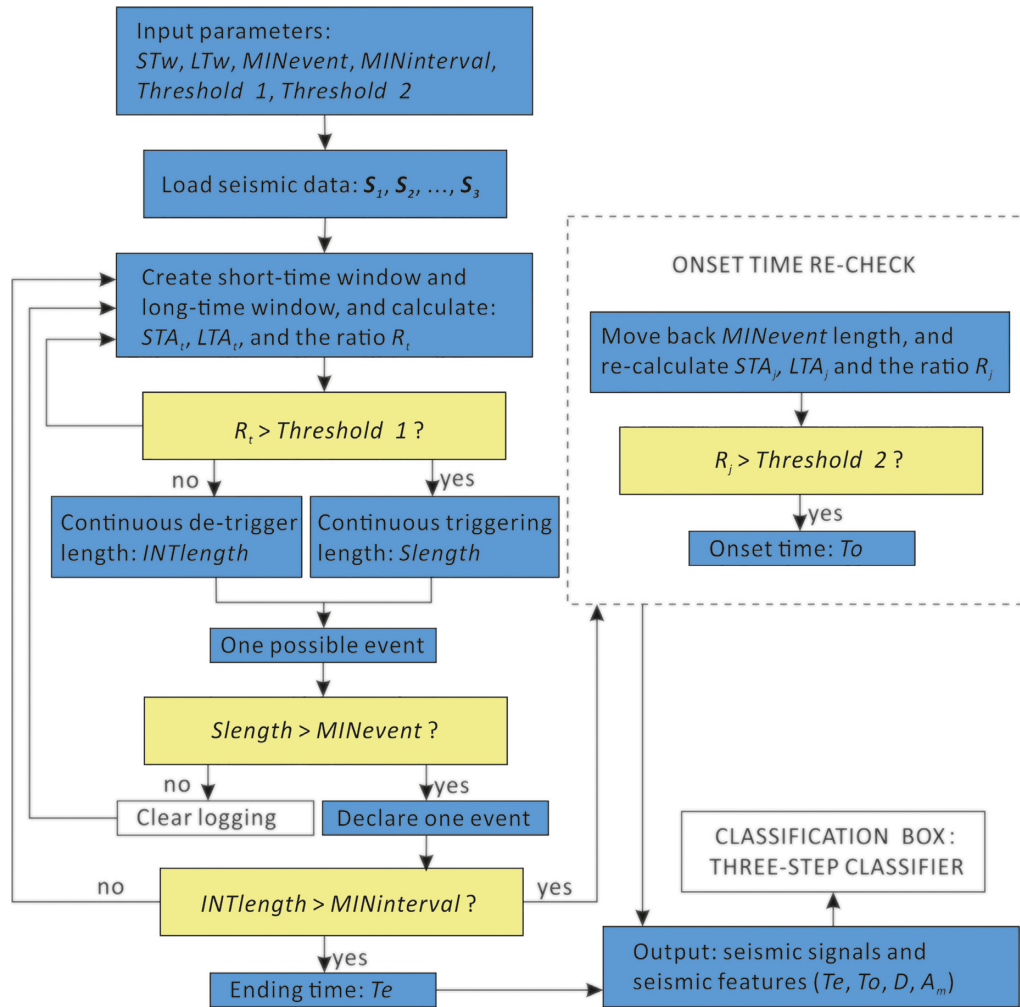 Input parameters:
STw, LTw, MINevent, MINinterval,
Threshold 1, Threshold 2
Load seismic data: S₁, S₂, ..., S₃
Create short-time window and
long-time window, and calculate:
STAₜ, LTAₜ, and the ratio Rₜ
Rₜ > Threshold 1 ?
no
yes
Continuous de-trigger
length: INTlength
Continuous triggering
length: Slength
One possible event
Slength > MINevent ?
no
yes
Clear logging
Declare one event
no
INTlength > MINinterval ?
yes
yes
Ending time: Te
ONSET TIME RE-CHECK
Move back MINevent length, and
re-calculate STAⱼ, LTAⱼ and the ratio Rⱼ
Rⱼ > Threshold 2 ?
yes
Onset time: To
CLASSIFICATION BOX:
THREE-STEP CLASSIFIER
Output: seismic signals and
seismic features (Te, To, D, Aₘ)